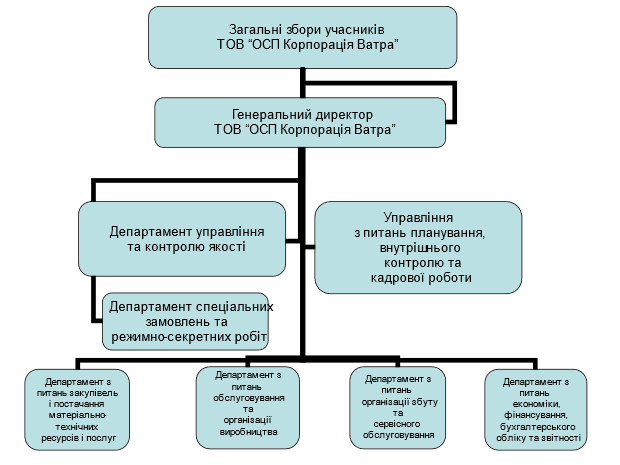 Загальні збори учасників
ТОВ “ОСП Корпорація Ватра”
Генеральний директор
ТОВ “ОСП Корпорація Ватра”
Департамент управління
та контролю якості
Управління
з питань планування,
внутрішнього
контролю та
кадрової роботи
Департамент спеціальних
замовлень та
режимно-секретних робіт
Департамент з
питань закупівель
і постачання
матеріально-
технічних
ресурсів і послуг
Департамент з
питань
обслуговування
та
організації
виробництва
Департамент з
питань
організації збуту
та
сервісного
обслуговування
Департамент з
питань
економіки,
фінансування,
бухгалтерського
обліку та звітності